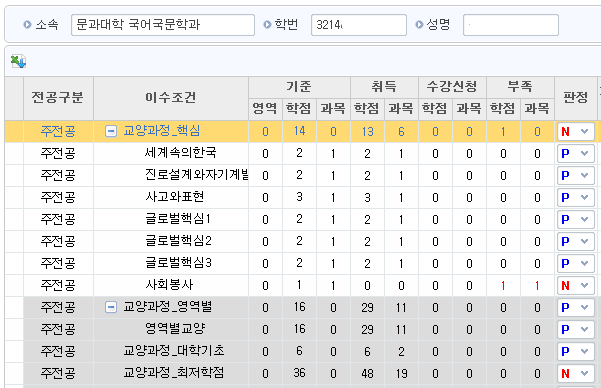 소속 문과대학 국어국문학과 학번 3214 성명
전공구분 이수조건 기준 취득 수강신청 부족 판정
영역 학점 과목 학점 과목 학점 과목 학점 과목
주전공 교양과정_핵심 0 14 0 13 6 0 0 1 0 N
주전공 세계속의한국 0 2 1 2 1 0 0 0 0 P
주전공 진로설계와자기계발 0 2 1 2 1 0 0 0 0 P
주전공 사고와표현 0 3 1 3 1 0 0 0 0 P
주전공 글로벌핵심1 0 2 1 2 1 0 0 0 0 P
주전공 글로벌핵심2 0 2 1 2 1 0 0 0 0 P
주전공 글로벌핵심3 0 2 1 2 1 0 0 0 0 P
주전공 사회봉사 0 1 1 0 0 0 0 1 1 N
주전공 교양과정_영역별 0 16 0 29 11 0 0 0 0 P
주전공 영역별교양 0 16 0 29 11 0 0 0 0 P
주전공 교양과정_대학기초 0 6 0 6 2 0 0 0 0 P
주전공 교양과정_최저학점 0 36 0 48 19 0 0 0 0 N